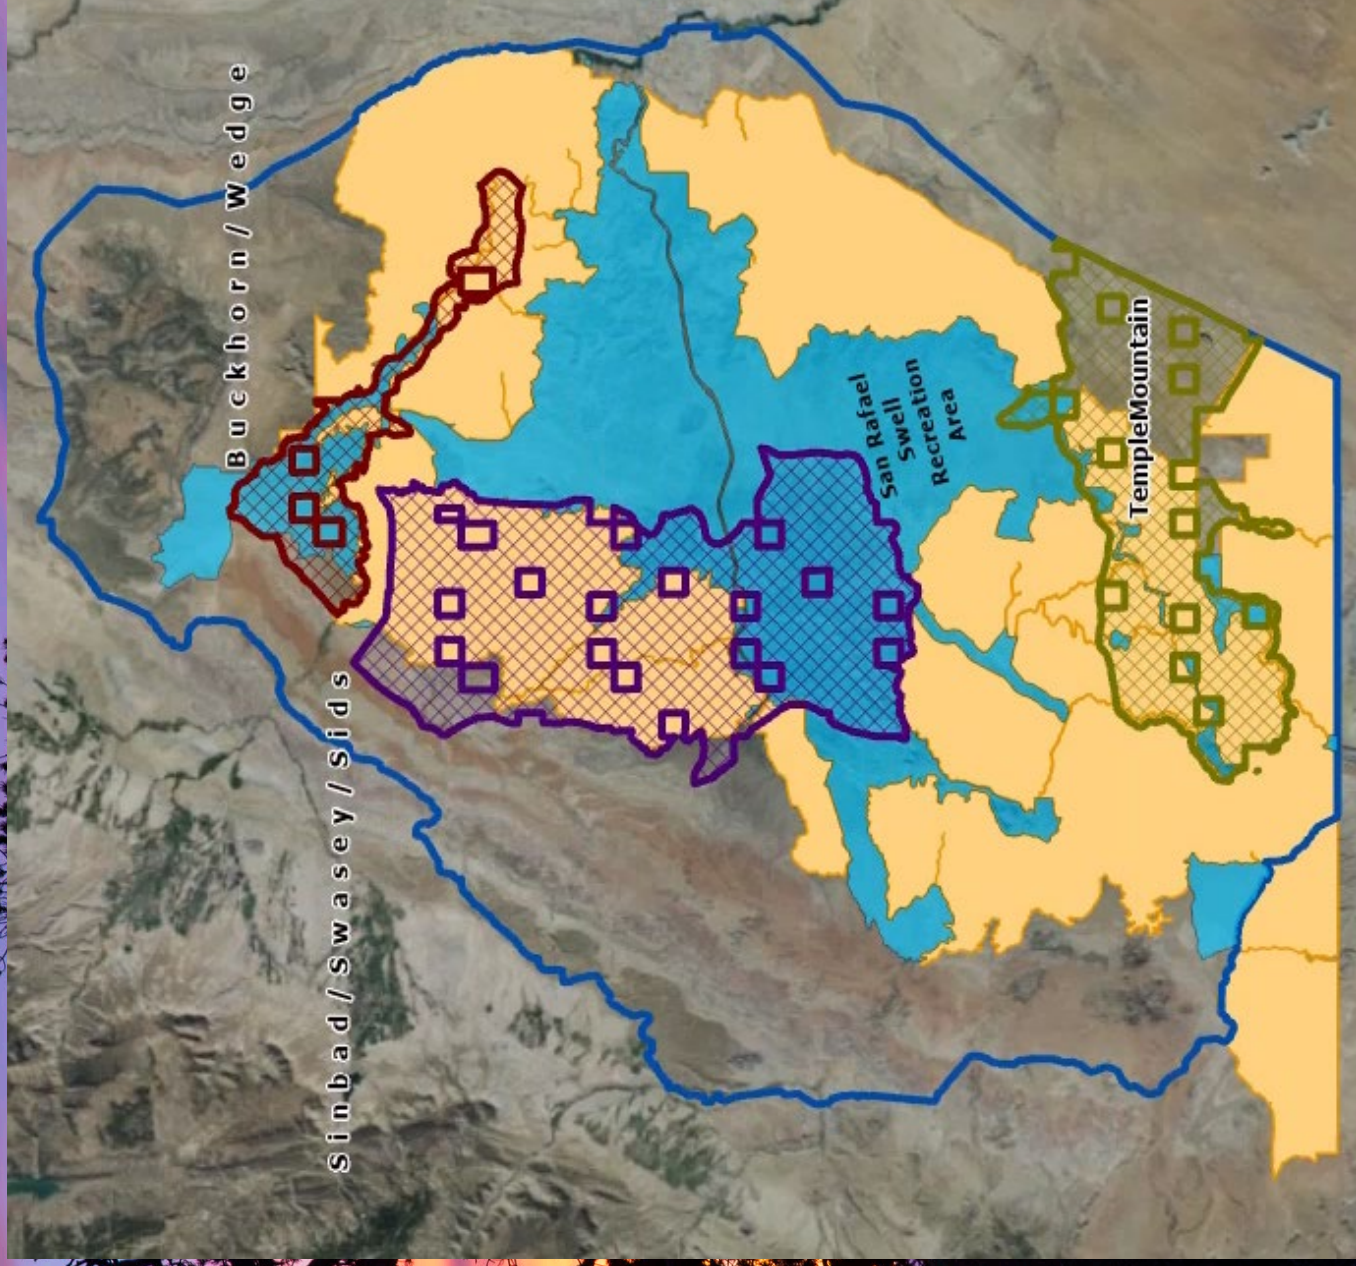 Buckhorn/Wedge
Sinbad/Swasey/Sids
San Rafael
Swell
Recreation
Area
TempleMountain